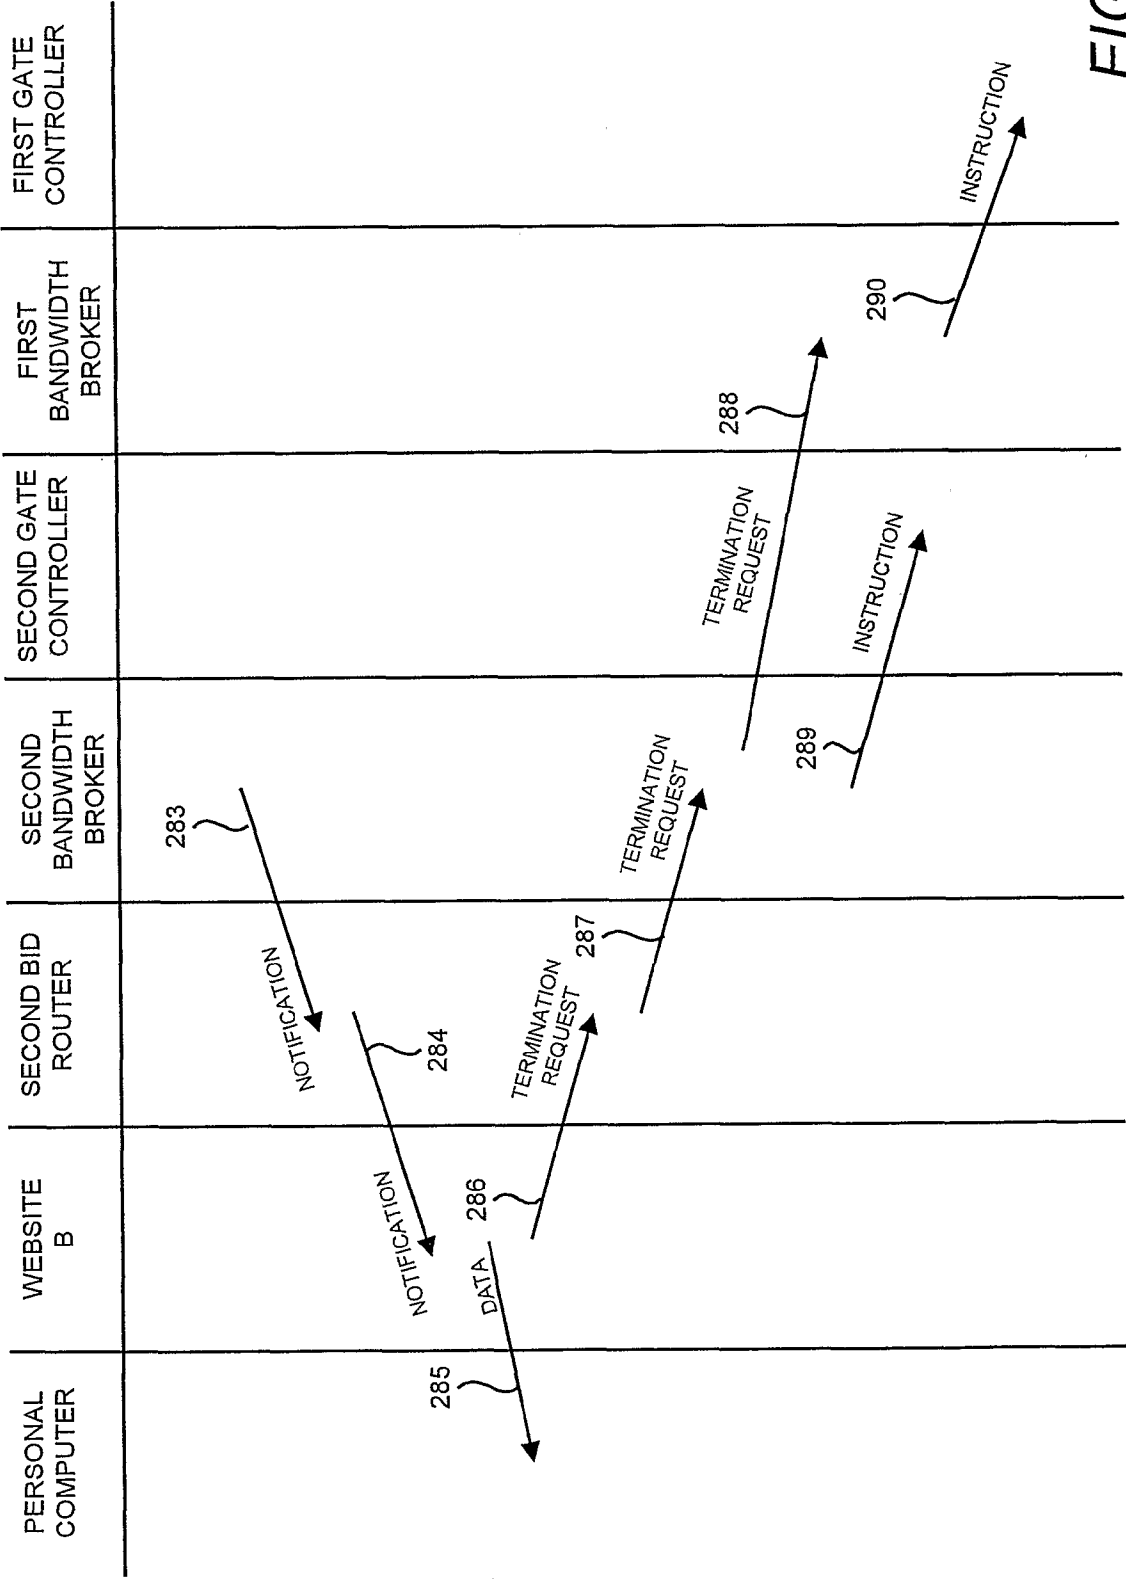 PERSONAL
COMPUTER
WEBSITE
B
SECOND BID
ROUTER
SECOND
BANDWIDTH
BROKER
SECOND GATE
CONTROLLER
FIRST
BANDWIDTH
BROKER
FIRST GATE
CONTROLLER
283
NOTIFICATION
284
NOTIFICATION
285
DATA
286
TERMINATION
REQUEST
287
TERMINATION
REQUEST
288
TERMINATION
REQUEST
289
INSTRUCTION
290
INSTRUCTION